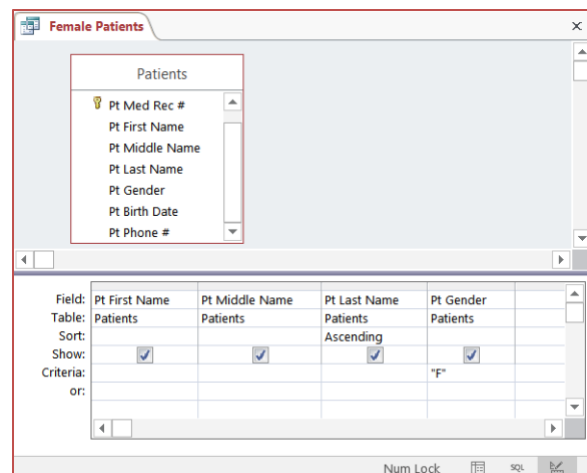 Female Patients
Patients
Pt Med Rec #
Pt First Name
Pt Middle Name
Pt Last Name
Pt Gender
Pt Birth Date
Pt Phone #
Field: Pt First Name Pt Middle Name Pt Last Name Pt Gender
Table: Patients Patients Patients Patients
Sort: Ascending
Show:
Criteria: "F"
or:
Num Lock SQL